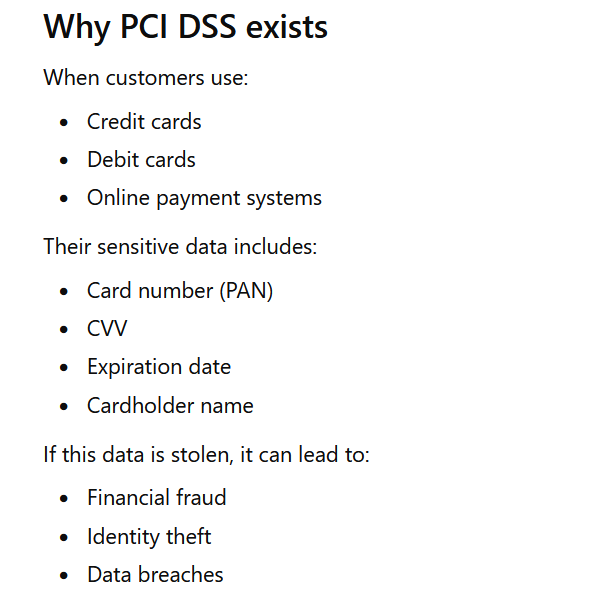 Why PCI DSS exists
When customers use:
• Credit cards
• Debit cards
• Online payment systems
Their sensitive data includes:
• Card number (PAN)
• CVV
• Expiration date
• Cardholder name
If this data is stolen, it can lead to:
• Financial fraud
• Identity theft
• Data breaches